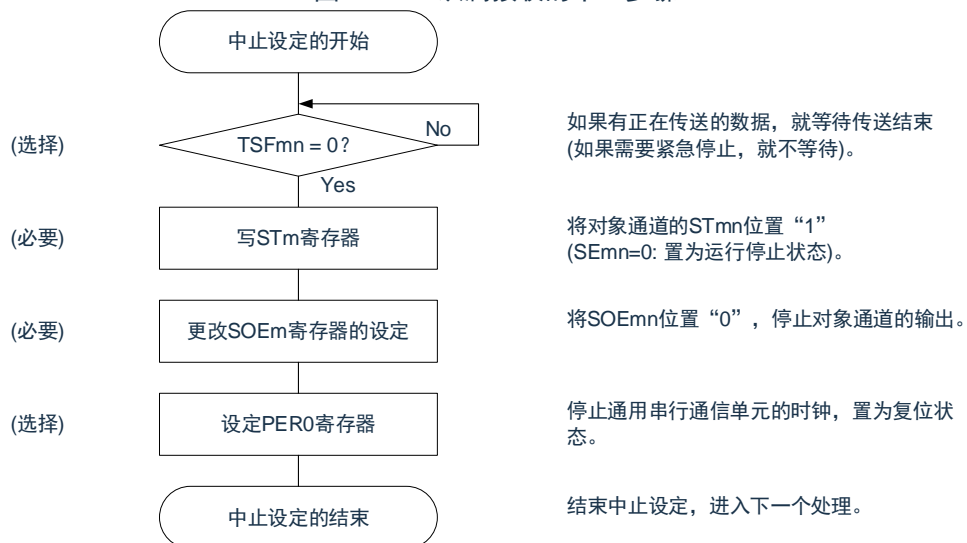 中止设定的开始
(选择)
TSFmn = 0?
No
如果有正在传送的数据，就等待传送结束
(如果需要紧急停止，就不等待)。
Yes
(必要)
写STm寄存器
将对象通道的STmn位置“1”
(SEmn=0: 置为运行停止状态)。
(必要)
更改SOEm寄存器的设定
将SOEmn位置“0”，停止对象通道的输出。
(选择)
设定PER0寄存器
停止通用串行通信单元的时钟，置为复位状
态。
中止设定的结束
结束中止设定，进入下一个处理。